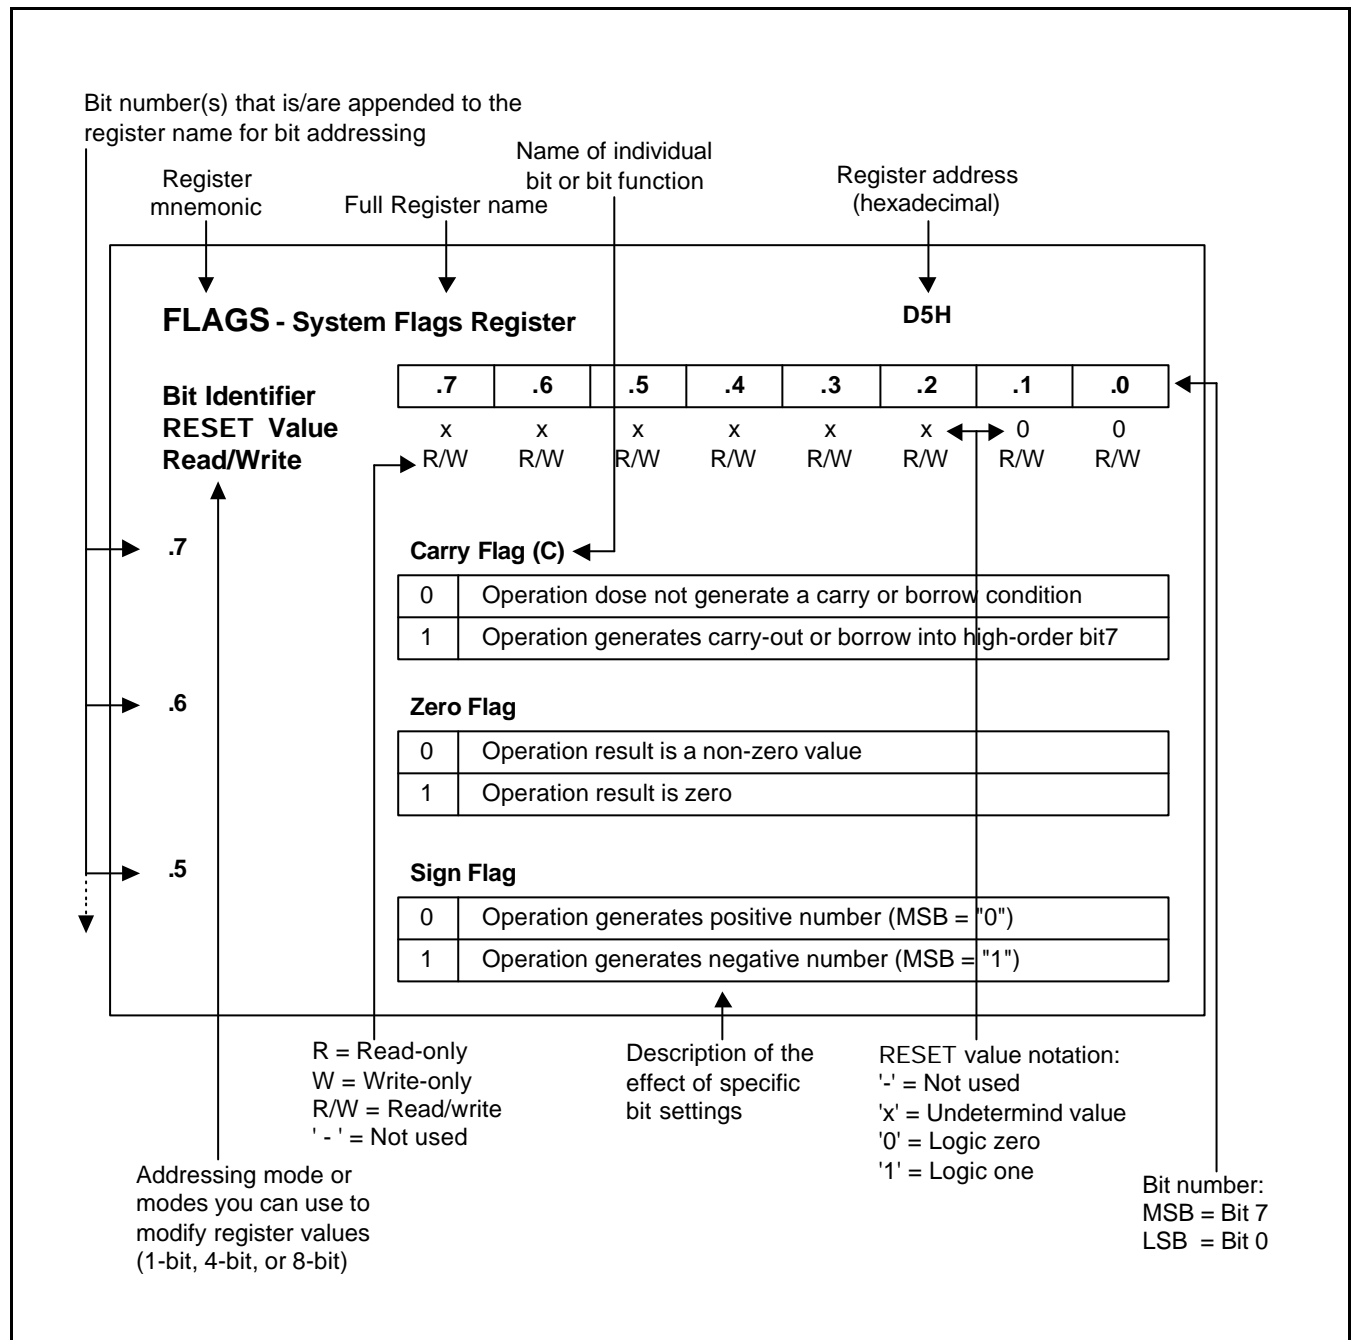 Bit number(s) that is/are appended to the
register name for bit addressing
Name of individual
bit or bit function
Register
mnemonic
Full Register name
Register address
(hexadecimal)
FLAGS - System Flags Register
D5H
Bit Identifier
.7 .6 .5 .4 .3 .2 .1 .0
RESET Value
x x x x x x 0 0
Read/Write
R/W R/W R/W R/W R/W R/W R/W R/W
.7
Carry Flag (C)
0 Operation dose not generate a carry or borrow condition
1 Operation generates carry-out or borrow into high-order bit7
.6
Zero Flag
0 Operation result is a non-zero value
1 Operation result is zero
.5
Sign Flag
0 Operation generates positive number (MSB = "0")
1 Operation generates negative number (MSB = "1")
R = Read-only
W = Write-only
R/W = Read/write
' - ' = Not used
Description of the
effect of specific
bit settings
RESET value notation:
'-' = Not used
'x' = Undetermind value
'0' = Logic zero
'1' = Logic one
Addressing mode or
modes you can use to
modify register values
(1-bit, 4-bit, or 8-bit)
Bit number:
MSB = Bit 7
LSB = Bit 0